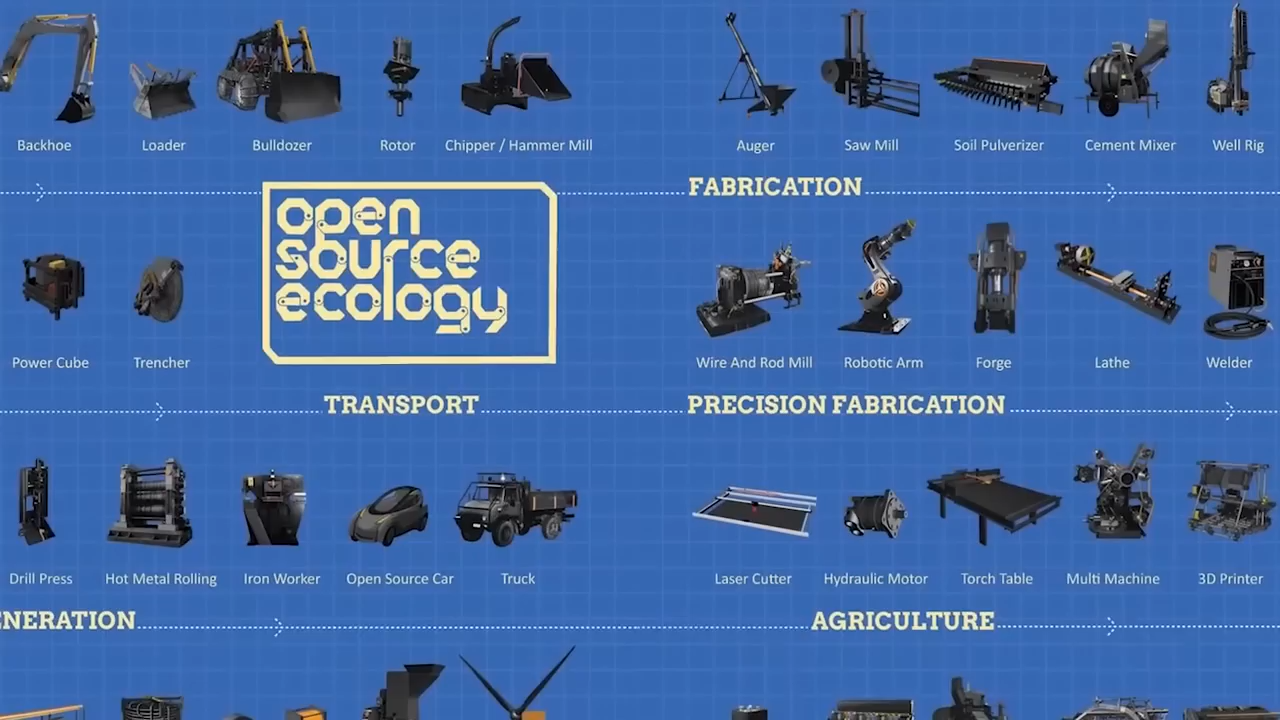 Backhoe
Loader
Bulldozer
Rotor
Chipper / Hammer Mill
Auger
Saw Mill
Soil Pulverizer
Cement Mixer
Well Rig
open
source
ecology
FABRICATION
Power Cube
Trencher
Wire And Rod Mill
Robotic Arm
Forge
Lathe
Welder
TRANSPORT
PRECISION FABRICATION
Drill Press
Hot Metal Rolling
Iron Worker
Open Source Car
Truck
Laser Cutter
Hydraulic Motor
Torch Table
Multi Machine
3D Printer
ENERATION
AGRICULTURE